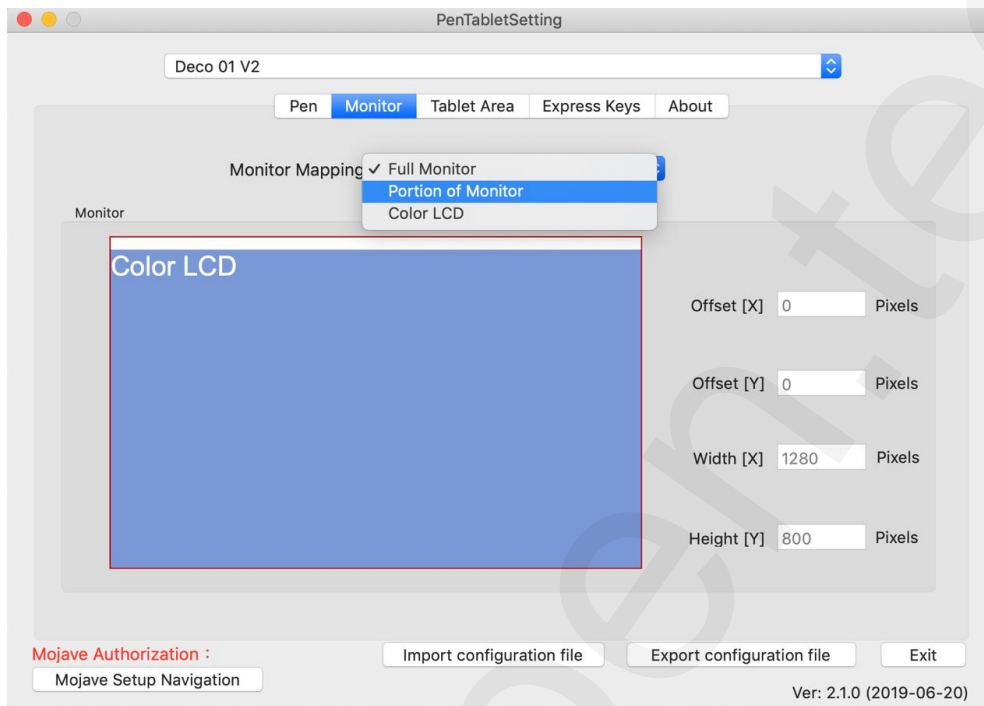 PenTabletSetting
Deco 01 V2
Pen Monitor Tablet Area Express Keys About
Monitor Mapping ✓ Full Monitor
Portion of Monitor
Color LCD
Monitor
Color LCD
Offset [X] 0 Pixels
Offset [Y] 0 Pixels
Width [X] 1280 Pixels
Height [Y] 800 Pixels
Mojave Authorization：
Import configuration file Export configuration file Exit
Mojave Setup Navigation
Ver: 2.1.0 (2019-06-20)